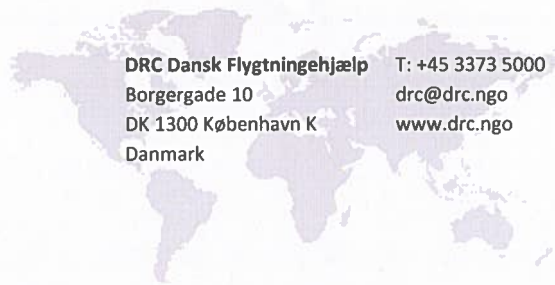 DRC Dansk Flygtningehjælp
Borgergade 10
DK 1300 København K
Danmark
T: +45 3373 5000
drc@drc.ngo
www.drc.ngo